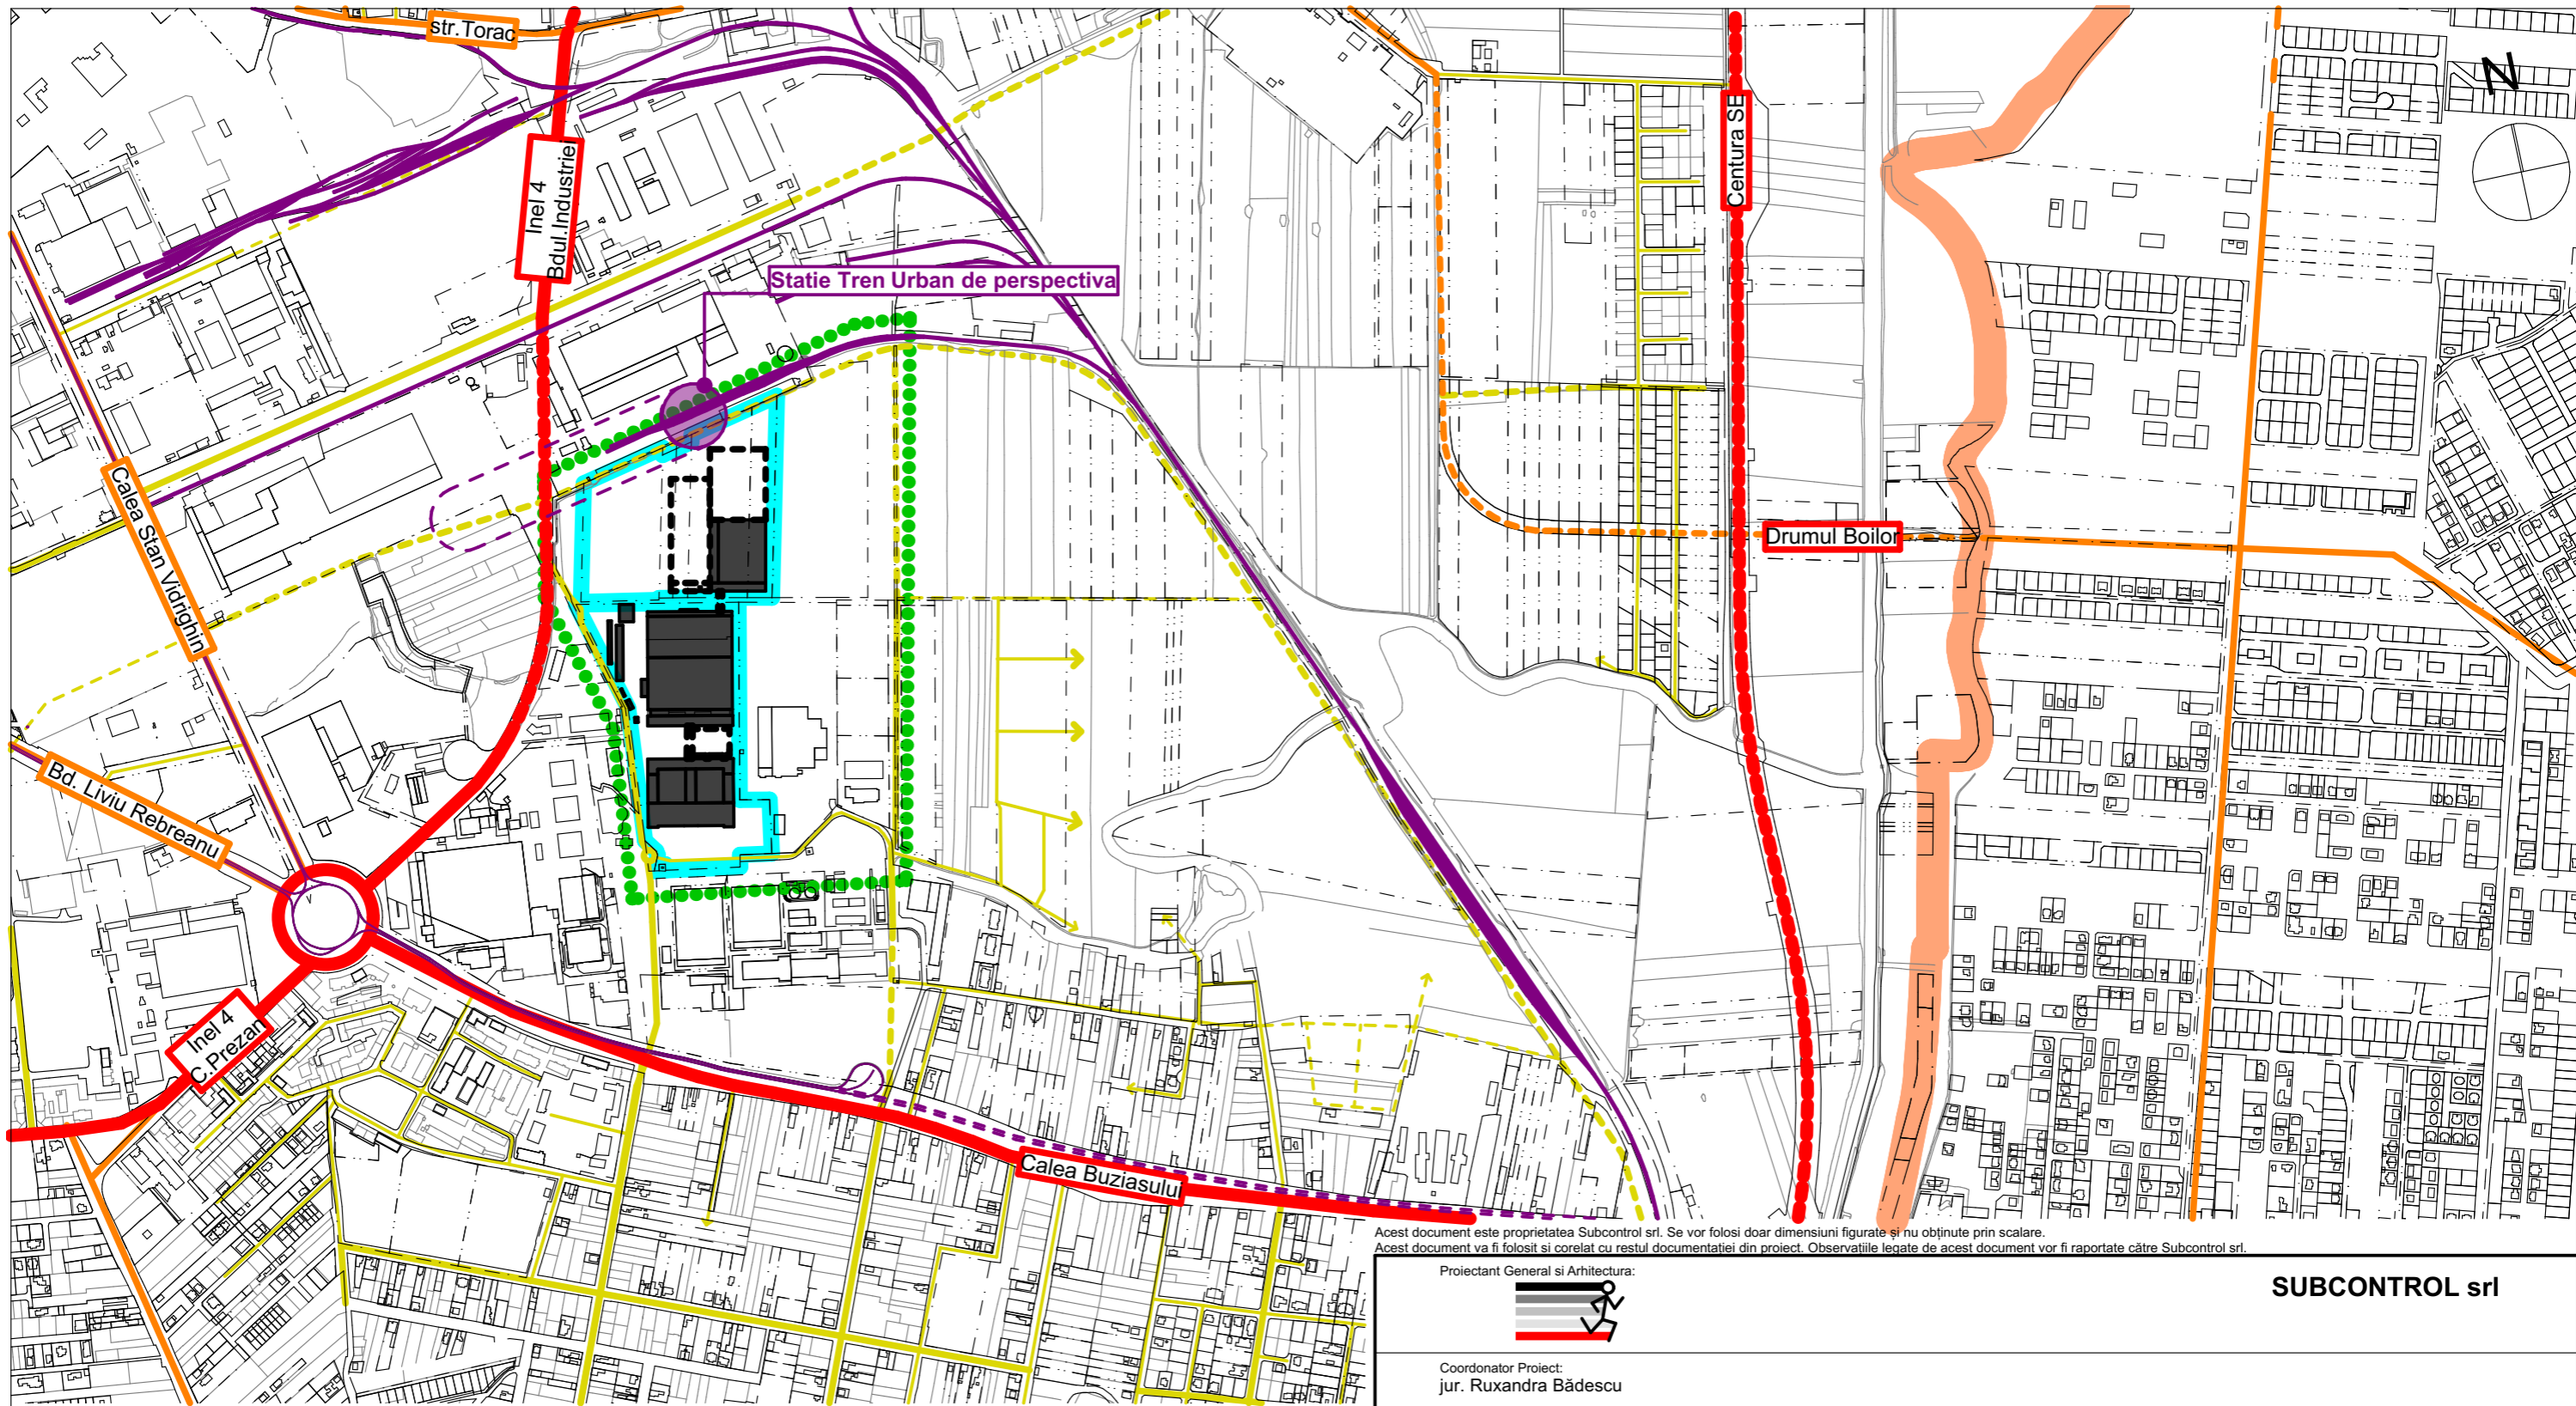 str.Torac
N
Inel 4
Bdul.Industriei
Centura SE
Statie Tren Urban de perspectiva
Calea Stan Vidrighin
Drumul Boilor
Bd. Liviu Rebreanu
Inel 4
C.Prezan
Calea Buziasului
Acest document este proprietatea Subcontrol srl. Se vor folosi doar dimensiuni figurate și nu obținute prin scalare.
Acest document va fi folosit si corelat cu restul documentației din proiect. Observațiile legate de acest document vor fi raportate către Subcontrol srl.
Proiectant General si Arhitectura:
SUBCONTROL srl
Coordonator Proiect:
jur. Ruxandra Bădescu